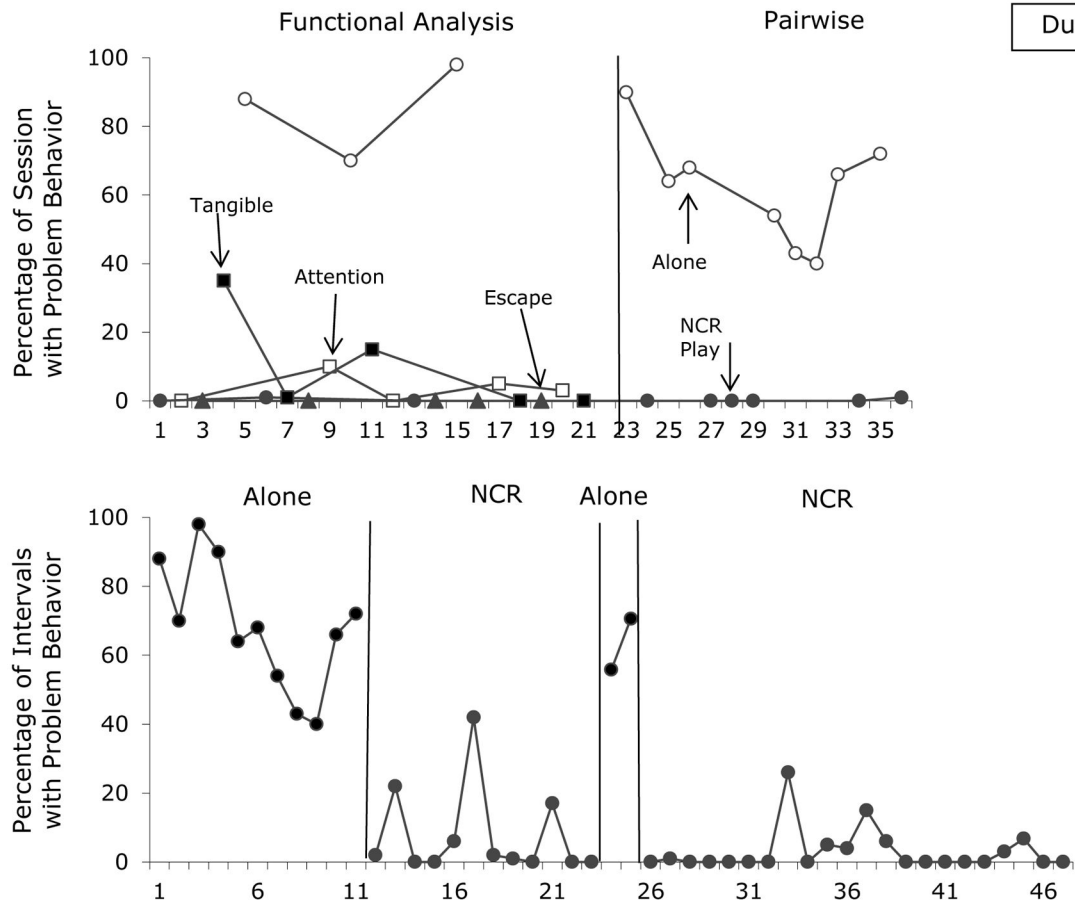 Functional Analysis
Pairwise
Du
Percentage of Session
with Problem Behavior
100
80
60
40
20
0
Tangible
Attention
Escape
Alone
NCR
Play
1 3 5 7 9 11 13 15 17 19 21 23 25 27 29 31 33 35
Alone
NCR
Alone
NCR
Percentage of Intervals
with Problem Behavior
100
80
60
40
20
0
1 6 11 16 21 26 31 36 41 46